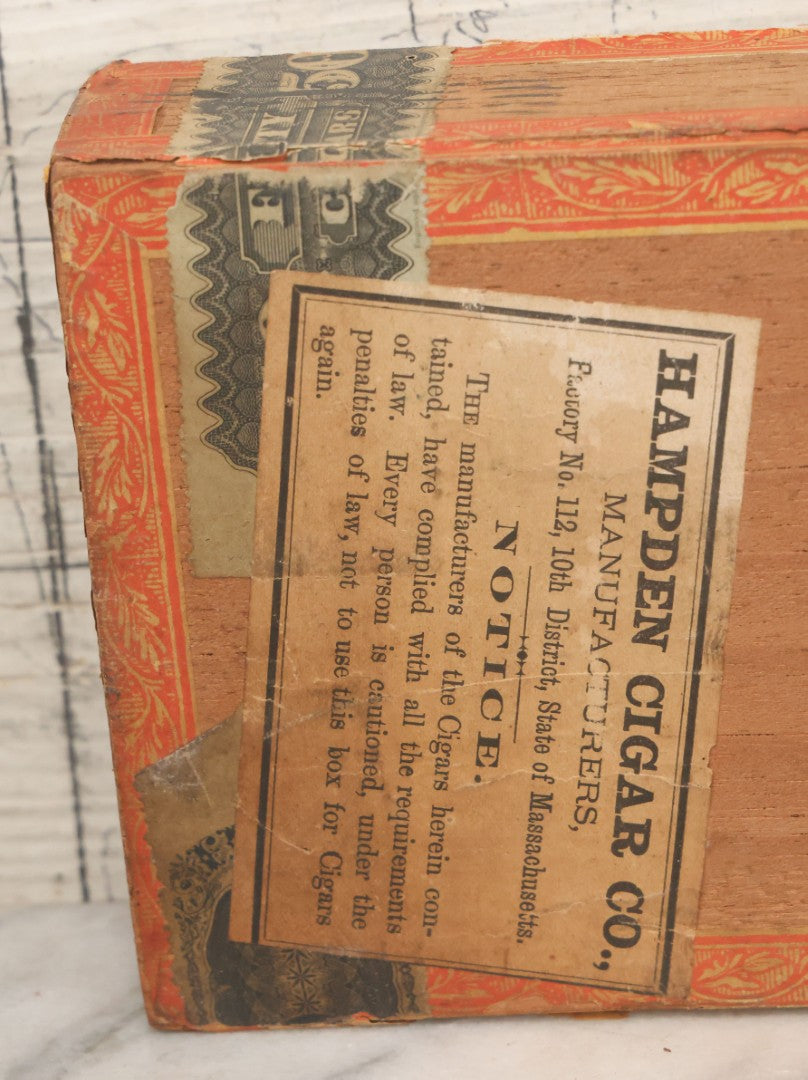 HAMPDEN CIGAR CO.,
MANUFACTURERS,
Factory No. 112, 10th District, State of Massachusetts.
NOTICE.
THE manufacturers of the Cigars herein con-
tained, have complied with all the requirements
of law. Every person is cautioned, under the
penalties of law, not to use this box for Cigars
again.